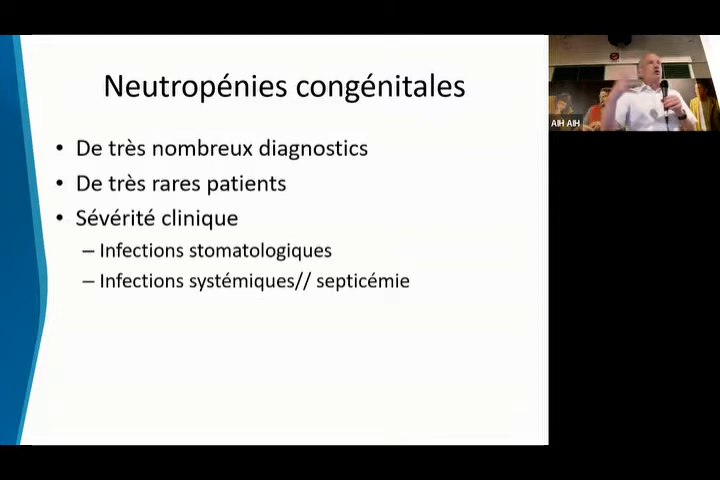 Neutropénies congénitales
• De très nombreux diagnostics
• De très rares patients
• Sévérité clinique
– Infections stomatologiques
– Infections systémiques// septicémie
AIH AIH